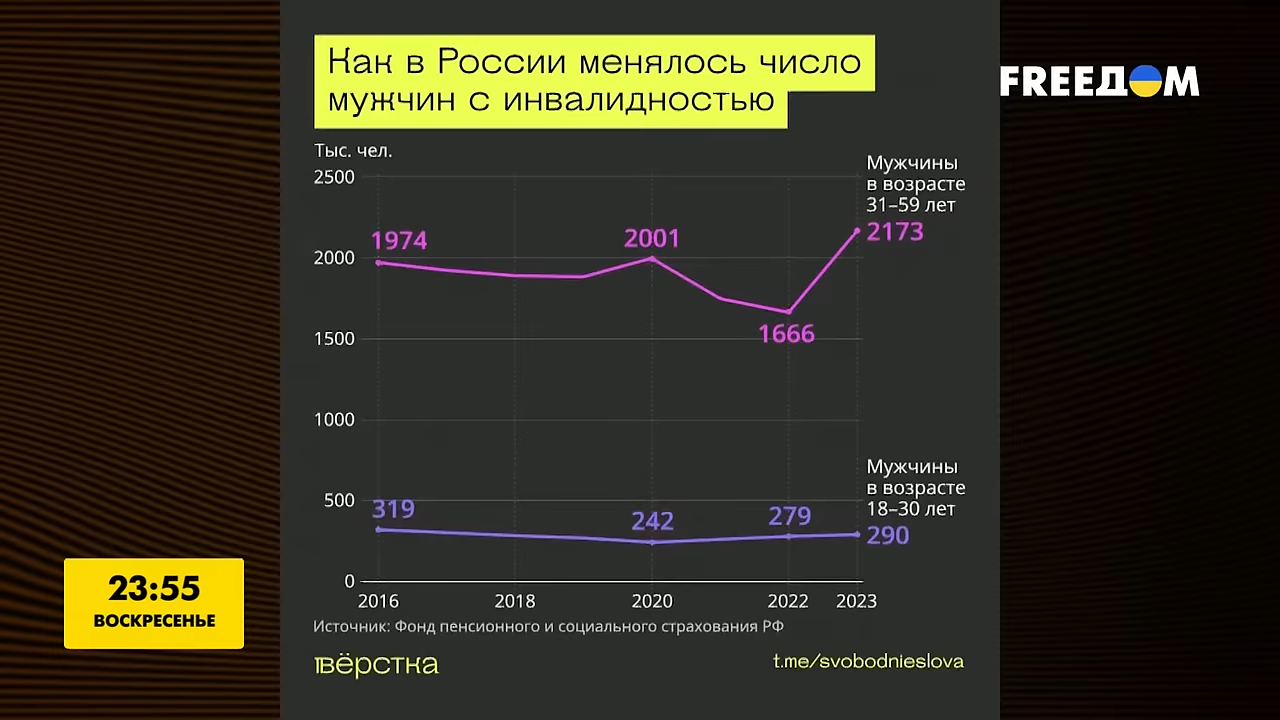 Как в России менялось число
мужчин с инвалидностью
FREEДОМ
Тыс. чел.
2500
2000
1500
1000
500
0
Мужчины
в возрасте
31–59 лет
1974
2001
1666
2173
Мужчины
в возрасте
18–30 лет
319
242
279
290
2016
2018
2020
2022
2023
Источник: Фонд пенсионного и социального страхования РФ
вёрстка
t.me/svobodnieslova
23:55
ВОСКРЕСЕНЬЕ